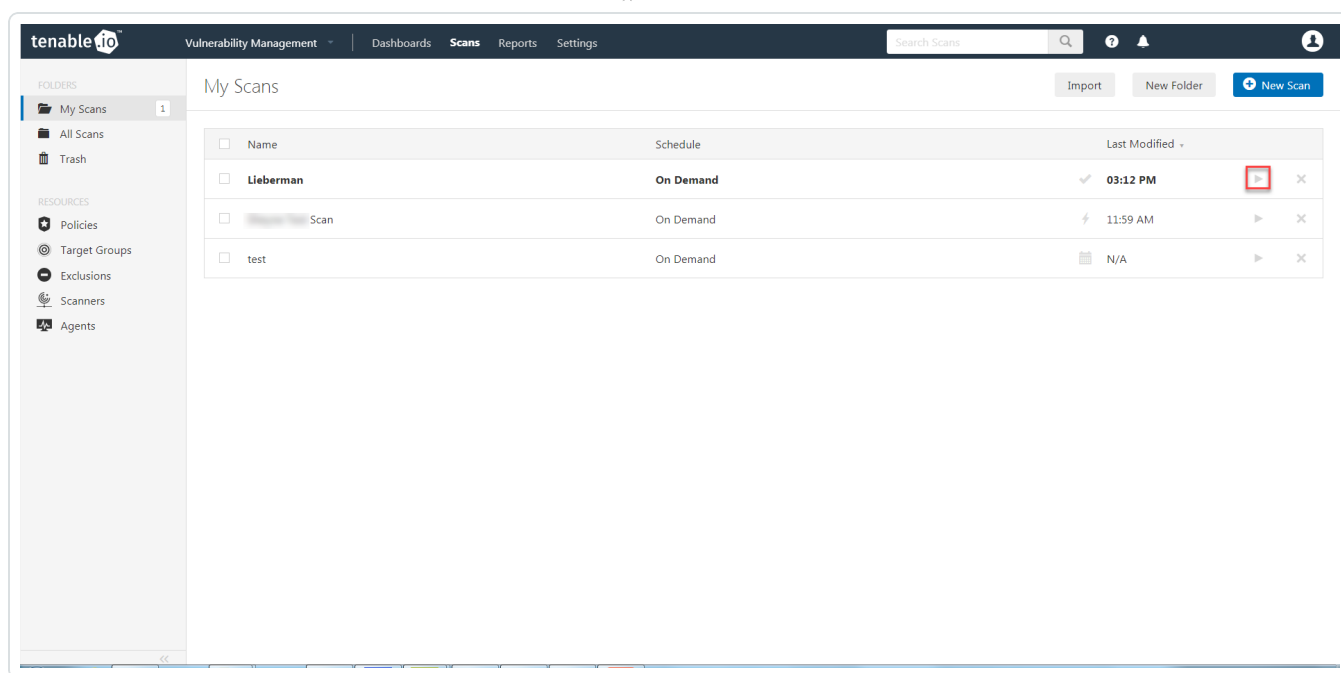 tenable.io™
Vulnerability Management Dashboards Scans Reports Settings Search Scans
FOLDERS
My Scans 1
All Scans
Trash
RESOURCES
Policies
Target Groups
Exclusions
Scanners
Agents
My Scans Import New Folder New Scan
Name Schedule Last Modified
Lieberman On Demand 03:12 PM
Scan On Demand 11:59 AM
test On Demand N/A